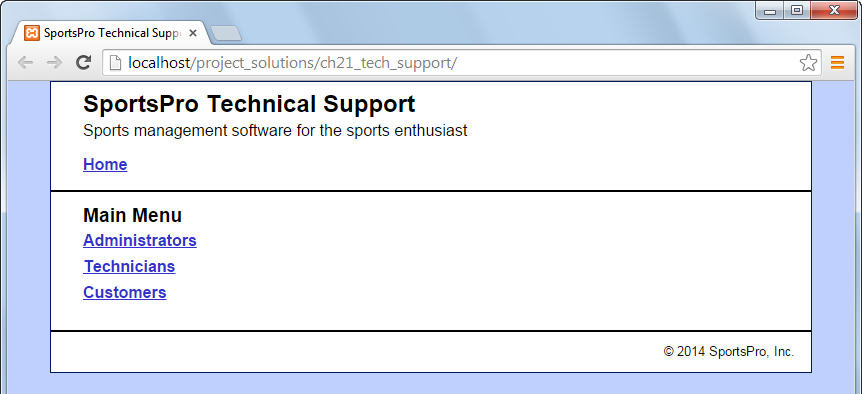 SportsPro Technical Supp
localhost/project_solutions/ch21_tech_support/
SportsPro Technical Support
Sports management software for the sports enthusiast
Home
Main Menu
Administrators
Technicians
Customers
© 2014 SportsPro, Inc.